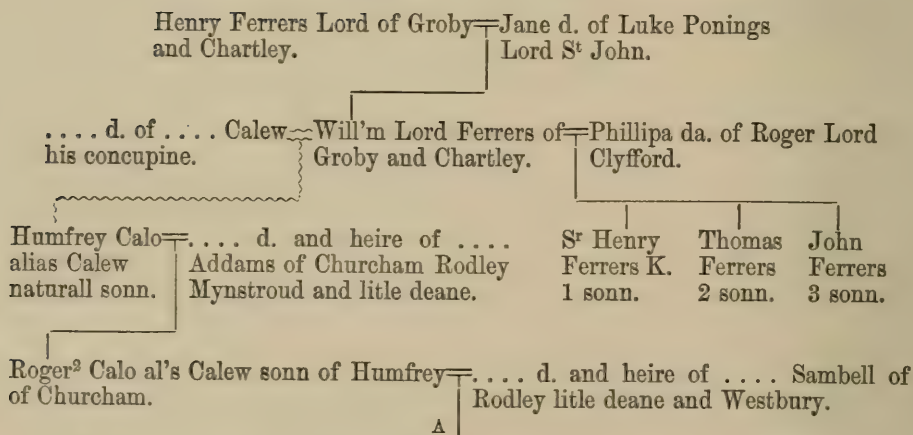 Henry Ferrers Lord of Groby
and Chartley.
Jane d. of Luke Ponings
Lord Sᵗ John.
. . . . d. of . . . . Calew
his concupine.
Will'm Lord Ferrers of
Groby and Chartley.
Phillipa da. of Roger Lord
Clyfford.
Humfrey Calo
alias Calew
naturall sonn.
. . . . d. and heire of . . . .
Addams of Churcham Rodley
Mynstroud and litle deane.
Sʳ Henry
Ferrers K.
1 sonn.
Thomas
Ferrers
2 sonn.
John
Ferrers
3 sonn.
Roger² Calo al's Calew sonn of Humfrey
of Churcham.
. . . . d. and heire of . . . . Sambell of
Rodley litle deane and Westbury.
A